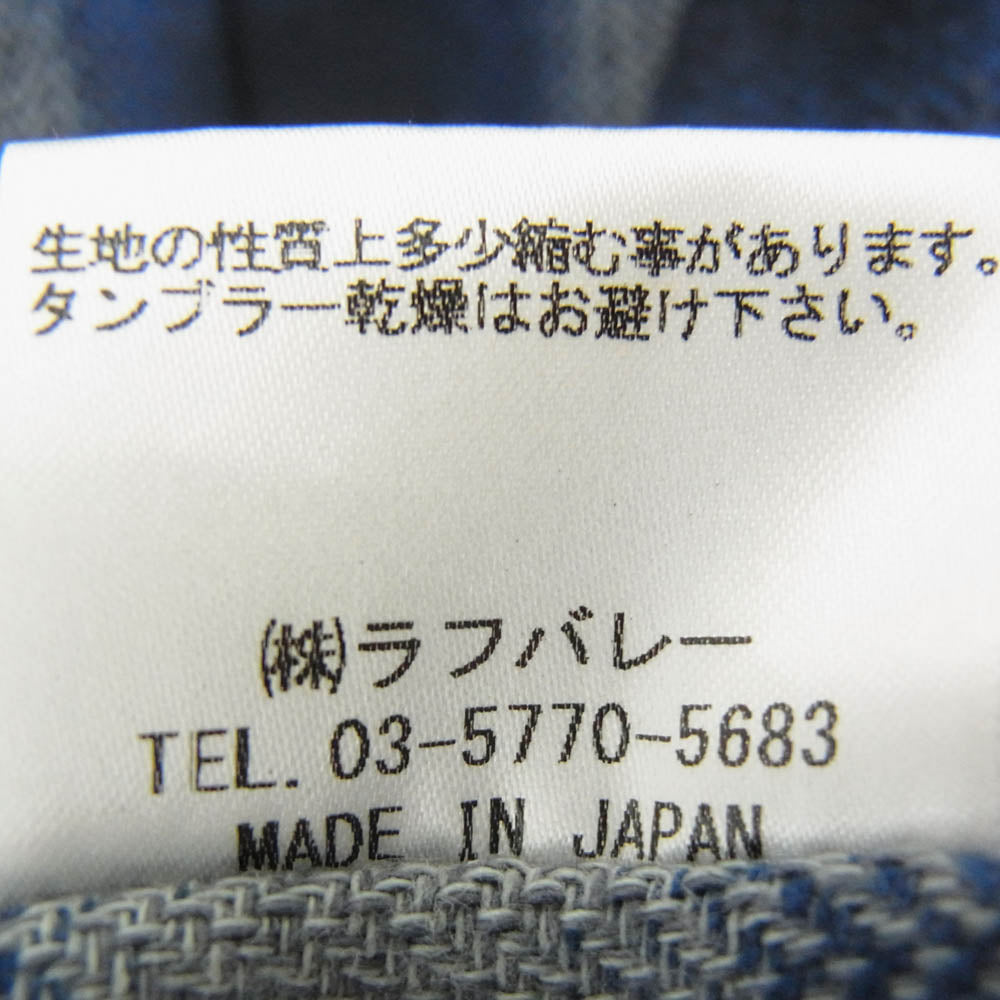 生地の性質上多少縮む事があります。
タンブラー乾燥はお避け下さい。
㈱ラフバレー
TEL. 03-5770-5683
MADE IN JAPAN